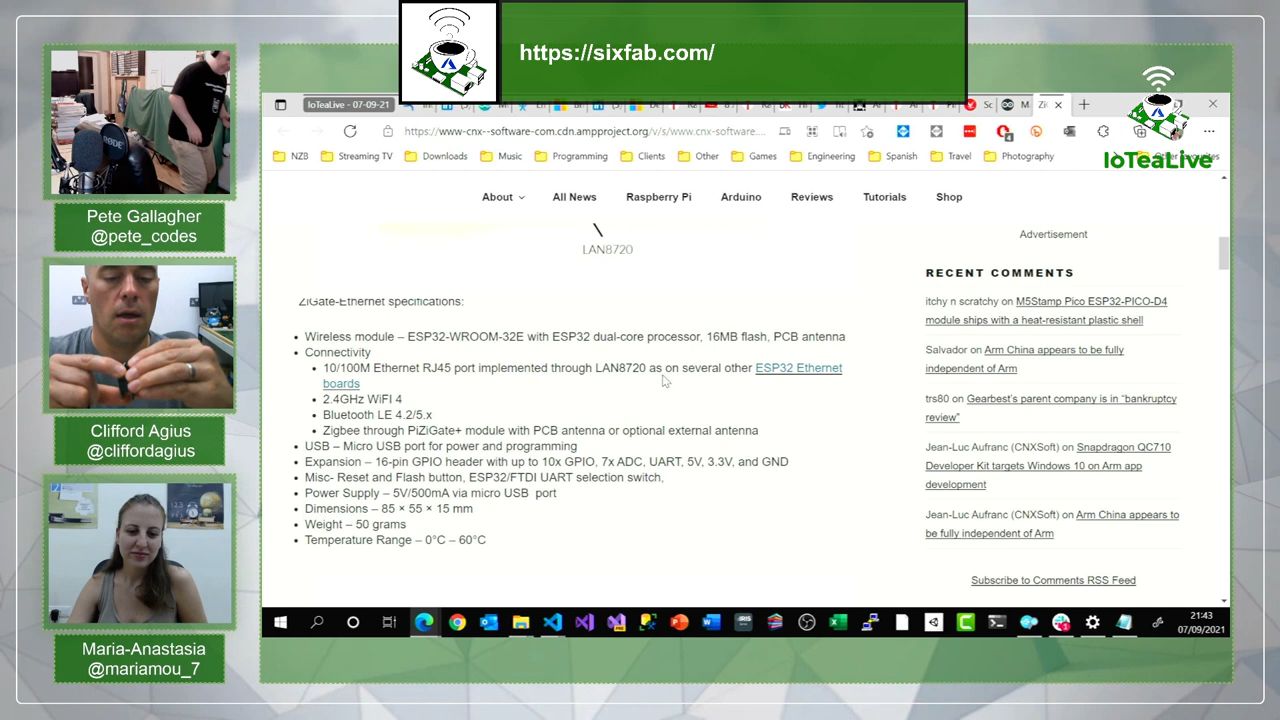 https://sixfab.com/
IoTeaLive - 07-09-21
https://www-cnx--software-com.cdn.ampproject.org/v/s/www.cnx-software....
NZB
Streaming TV
Downloads
Music
Programming
Clients
Other
Games
Engineering
Spanish
Travel
Photography
IoTeaLive
About
All News
Raspberry Pi
Arduino
Reviews
Tutorials
Shop
LAN8720
ZiGate-Ethernet specifications:
Wireless module – ESP32-WROOM-32E with ESP32 dual-core processor, 16MB flash, PCB antenna
Connectivity
10/100M Ethernet RJ45 port implemented through LAN8720 as on several other ESP32 Ethernet
boards
2.4GHz WiFI 4
Bluetooth LE 4.2/5.x
Zigbee through PiZiGate+ module with PCB antenna or optional external antenna
USB – Micro USB port for power and programming
Expansion – 16-pin GPIO header with up to 10x GPIO, 7x ADC, UART, 5V, 3.3V, and GND
Misc- Reset and Flash button, ESP32/FTDI UART selection switch,
Power Supply – 5V/500mA via micro USB port
Dimensions – 85 × 55 × 15 mm
Weight – 50 grams
Temperature Range – 0°C – 60°C
Advertisement
RECENT COMMENTS
itchy n scratchy on M5Stamp Pico ESP32-PICO-D4
module ships with a heat-resistant plastic shell
Salvador on Arm China appears to be fully
independent of Arm
trs80 on Gearbest's parent company is in "bankruptcy
review"
Jean-Luc Aufranc (CNXSoft) on Snapdragon QC710
Developer Kit targets Windows 10 on Arm app
development
Jean-Luc Aufranc (CNXSoft) on Arm China appears to
be fully independent of Arm
Subscribe to Comments RSS Feed
21:43
07/09/2021
Pete Gallagher
@pete_codes
Clifford Agius
@cliffordagius
Maria-Anastasia
@mariamou_7